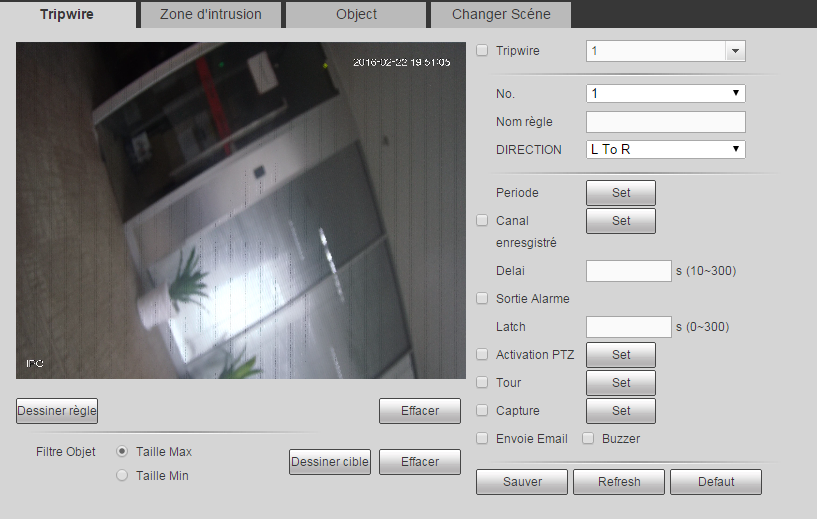 Tripwire Zone d'intrusion Object Changer Scéne
2016-02-22 19:51:05
IPC
Dessiner règle Effacer
Filtre Objet Taille Max
Taille Min
Dessiner cible Effacer
Tripwire 1
No. 1
Nom règle
DIRECTION L To R
Periode Set
Canal enresgistré Set
Delai s (10~300)
Sortie Alarme
Latch s (0~300)
Activation PTZ Set
Tour Set
Capture Set
Envoie Email Buzzer
Sauver Refresh Defaut